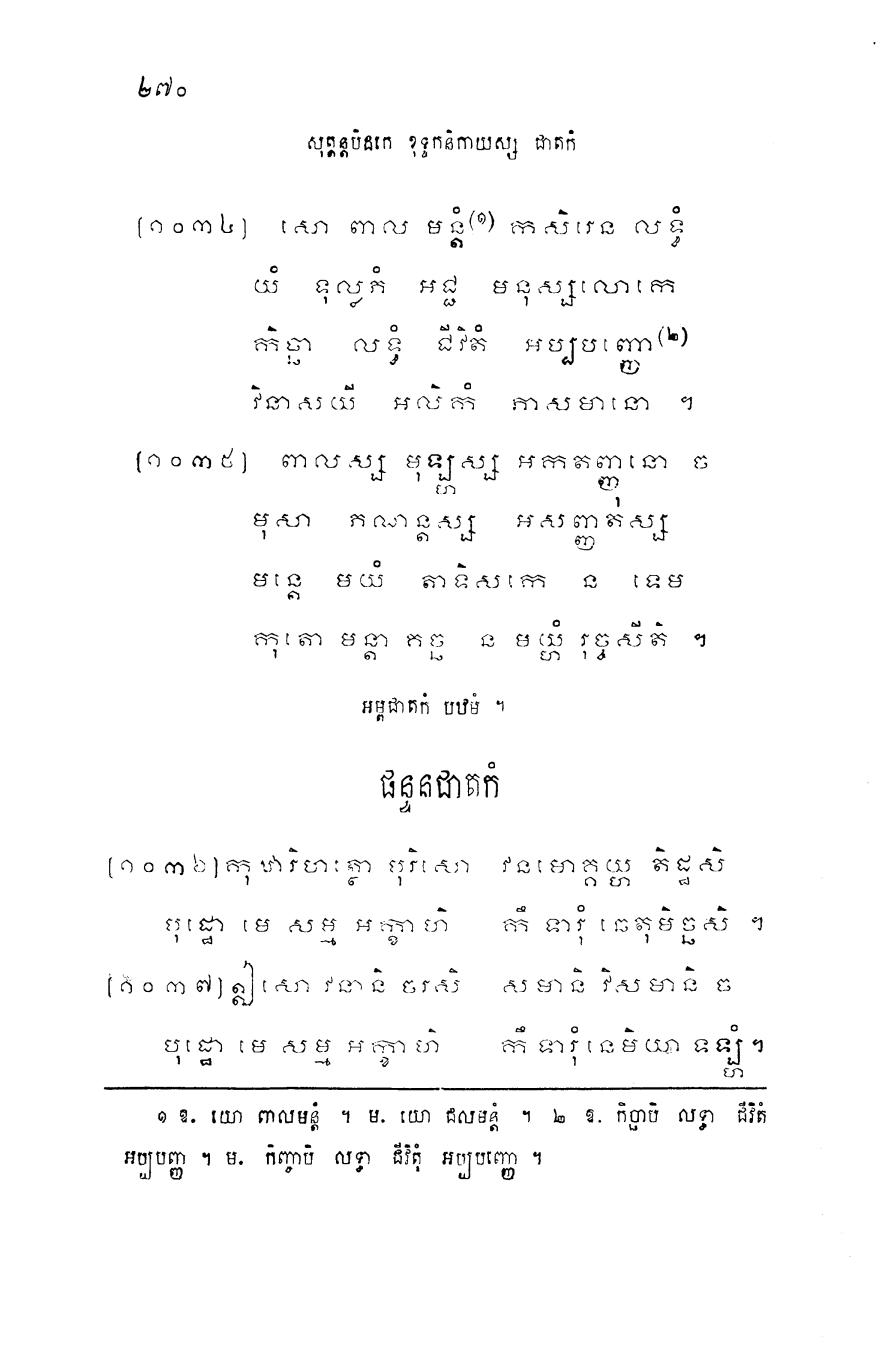 ២៧០
សុត្តន្តបិដកេ ខុទ្ទកនិកាយស្ស ជាតកំ
[១០៣៤] សោ ពាល មន្តំ(១) កសិរេន លទ្ធំ
យំ ទុល្លភំ អជ្ជ មនុស្សលោកេ
កិច្ឆា លទ្ធំ ជីវិតំ អប្បបញ្ញោ(២)
វិនាសយី អលិកំ ភាសមានោ ។
[១០៣៥] ពាលស្ស មុឡ្ហស្ស អកតញ្ញុនោ ច
មុសា ភណន្តស្ស អសញ្ញតស្ស
មន្តេ មយំ តាទិសកេ ន ទេម
កុតោ មន្តា គច្ឆ ន មយ្ហំ រុច្ចសីតិ ។
អម្ពជាតកំ បឋមំ ។
ផន្ទនជាតកំ
[១០៣៦] កុឋារិហត្ថោ បុរិសោ វនមោគ្គយ្ហ តិដ្ឋសិ
បុដ្ឋោ មេ សម្ម អក្ខាហិ កឹ ទារុំ ឆេតុមិច្ឆសិ ។
[១០៣៧] ឦសោ វនានិ ចរសិ សមានិ វិសមានិ ច
បុដ្ឋោ មេ សម្ម អក្ខាហិ កឹ ទារុំ នេមិយា ទឡ្ហំ ។
១ ឱ. យោ ពាលមន្តំ ។ ម. យោ ជលមន្តំ ។ ២ ឱ. កិច្ឆាបិ លទ្ធា ជីវិតំ
អប្បបញ្ញ ។ ម. កិញ្ចាបិ លទ្ធា ជីវិតុំ អប្បបញ្ញោ ។